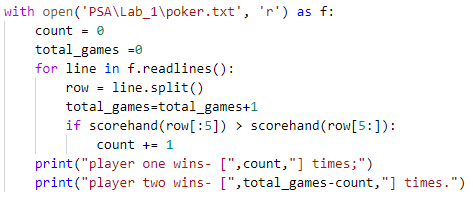 with open('PSA\Lab_1\poker.txt', 'r') as f:
    count = 0
    total_games =0
    for line in f.readlines():
        row = line.split()
        total_games=total_games+1
        if scorehand(row[:5]) > scorehand(row[5:]):
            count += 1
    print("player one wins- [",count,"] times;")
    print("player two wins- [",total_games-count,"] times.")